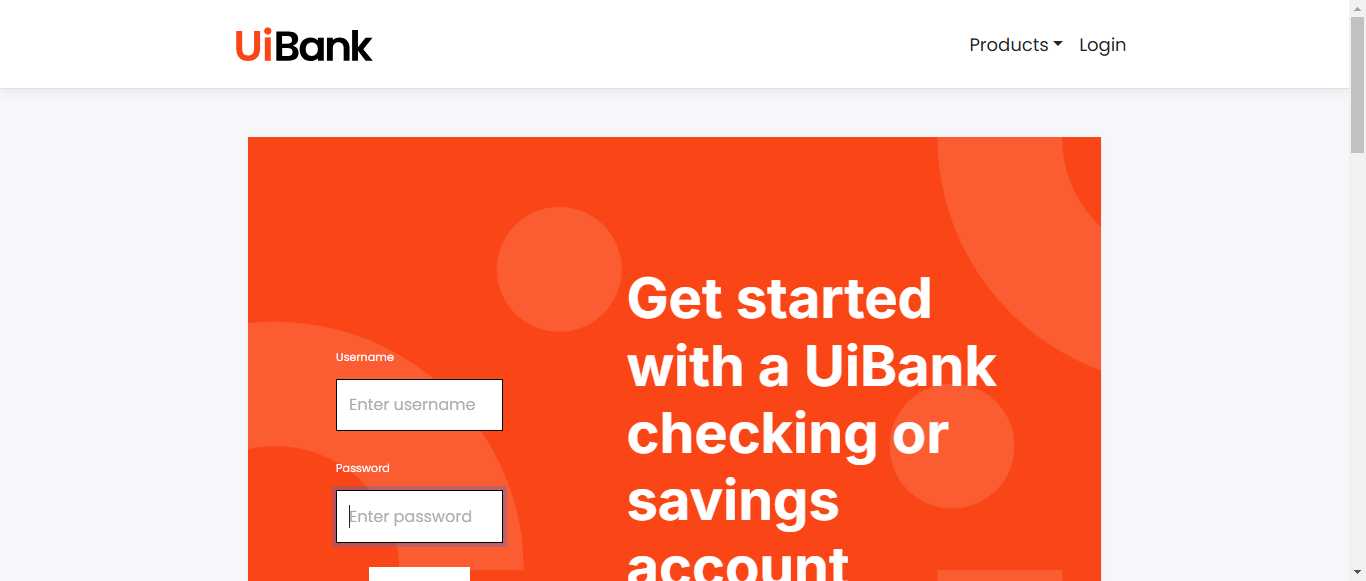 UiBank
Products
Login
Username
Enter username
Password
Enter password
Get started
with a UiBank
checking or
savings
account